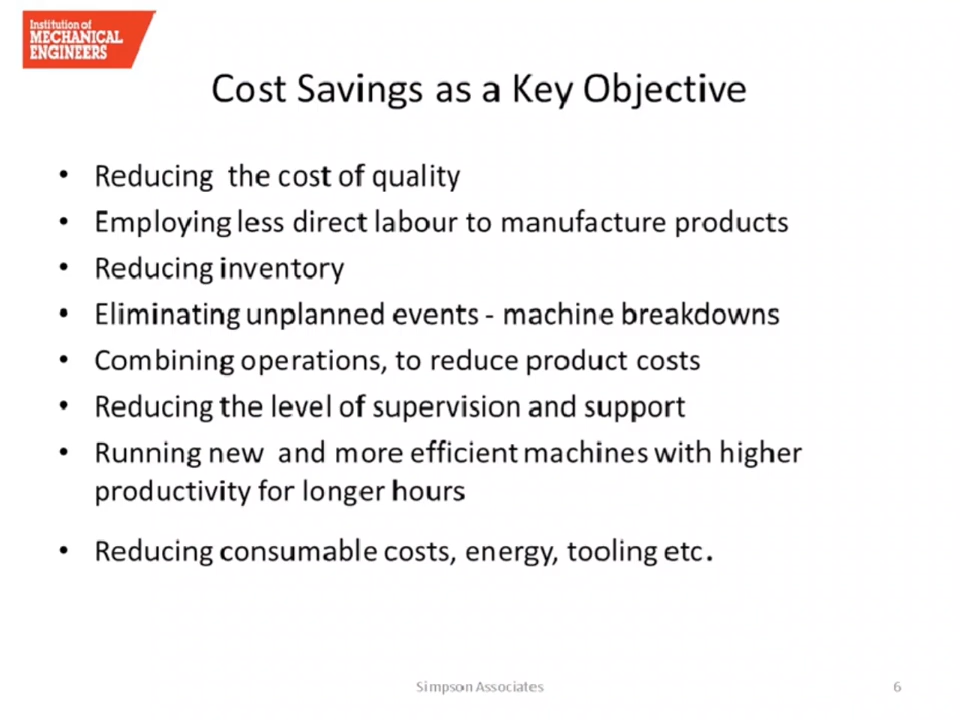 Institution of
MECHANICAL
ENGINEERS
Cost Savings as a Key Objective
• Reducing the cost of quality
• Employing less direct labour to manufacture products
• Reducing inventory
• Eliminating unplanned events - machine breakdowns
• Combining operations, to reduce product costs
• Reducing the level of supervision and support
• Running new and more efficient machines with higher
productivity for longer hours
• Reducing consumable costs, energy, tooling etc.
Simpson Associates
6